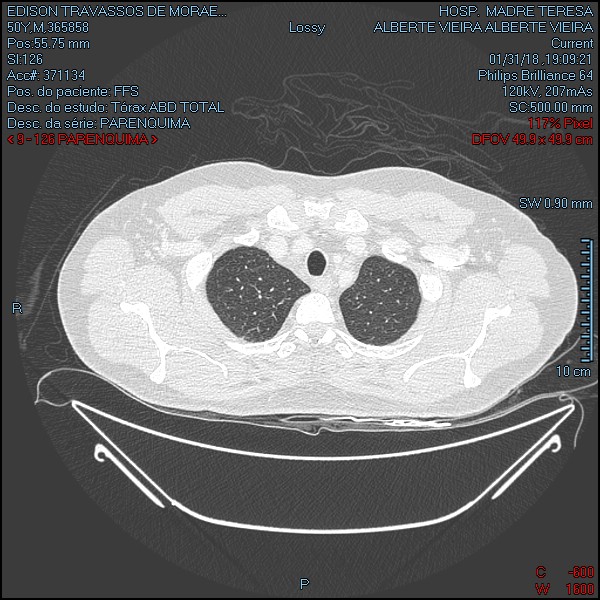 EDISON TRAVASSOS DE MORAE...
50Y,M,365858
Pos:55.75 mm
Sl:126
Acc#: 371134
Pos. do paciente: FFS
Desc. do estudo: Tórax ABD TOTAL
Desc. da série: PARENQUIMA
< 9 - 126 PARENQUIMA >
Lossy
HOSP. MADRE TERESA
ALBERTE VIEIRA ALBERTE VIEIRA
Current
01/31/18 ,19:09:21
Philips Brilliance 64
120kV, 207mAs
SC:500.00 mm
117% Pixel
DFOV 49.9 x 49.9 cm
SW 0.90 mm
R
10 cm
P
C -600
W 1600